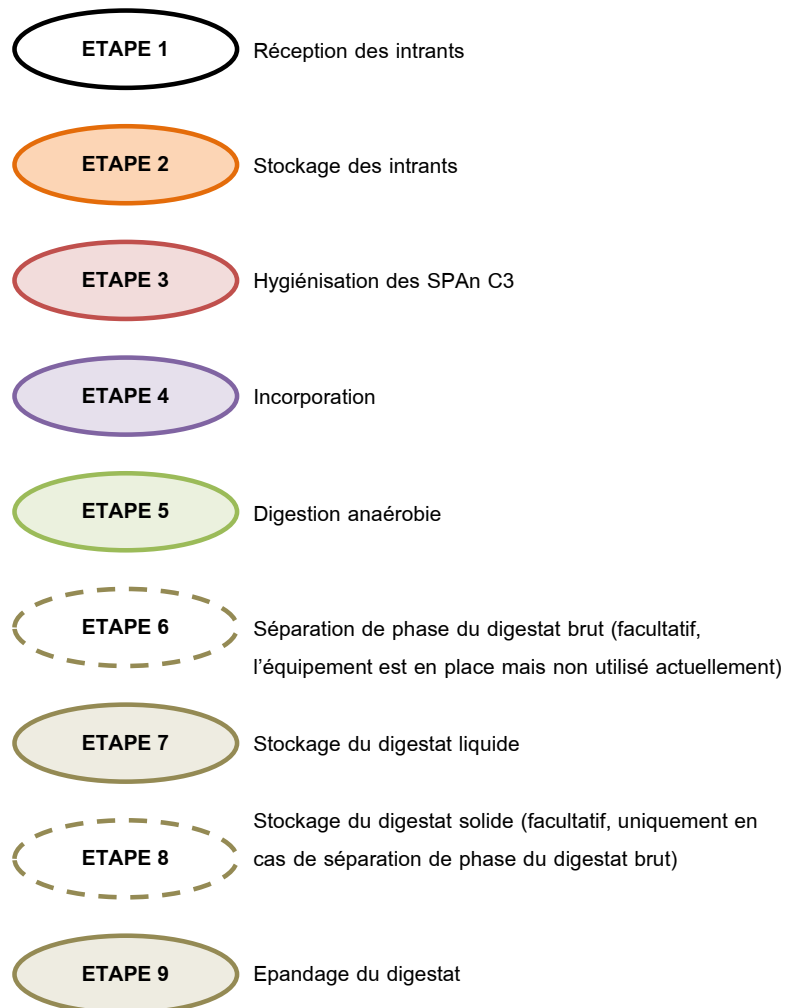 ETAPE 1 Réception des intrants
ETAPE 2 Stockage des intrants
ETAPE 3 Hygiénisation des SPAn C3
ETAPE 4 Incorporation
ETAPE 5 Digestion anaérobie
ETAPE 6 Séparation de phase du digestat brut (facultatif,
l’équipement est en place mais non utilisé actuellement)
ETAPE 7 Stockage du digestat liquide
Stockage du digestat solide (facultatif, uniquement en
ETAPE 8 cas de séparation de phase du digestat brut)
ETAPE 9 Epandage du digestat